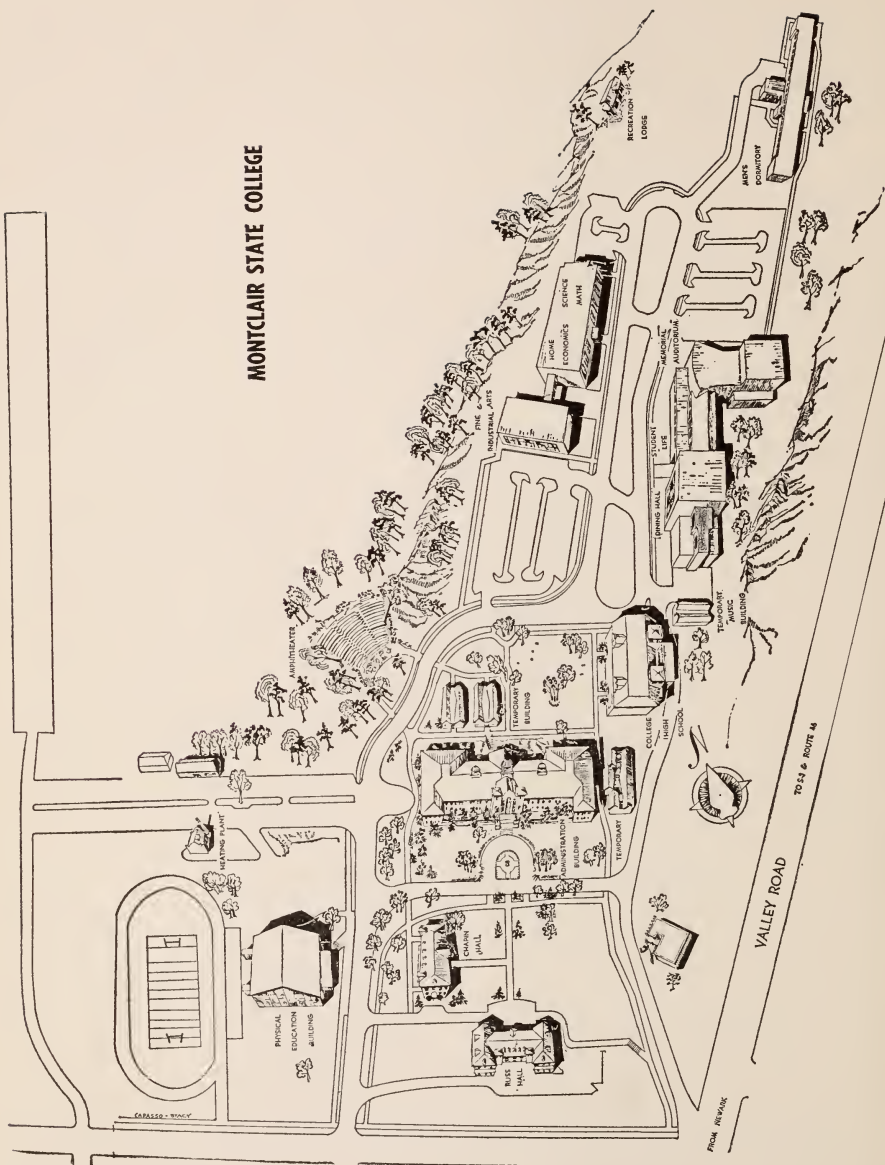 MONTCLAIR STATE COLLEGE
RECREATION
LODGE
MEN'S
DORMITORY
HOME
ECONOMICS
SCIENCE
MATH
FINE &
INDUSTRIAL ARTS
MEMORIAL
AUDITORIUM
STUDENT
LIFE
DINING HALL
AMPHITHEATER
TEMPORARY
BUILDING
TEMPORARY
MUSIC
BUILDING
COLLEGE
HIGH
SCHOOL
HEATING PLANT
ADMINISTRATION
BUILDING
TEMPORARY
N
PHYSICAL
EDUCATION
BUILDING
CHAPIN
HALL
RUSS
HALL
CAPASSO - STACY
VALLEY ROAD
TO S3 & ROUTE 46
FROM NEWARK